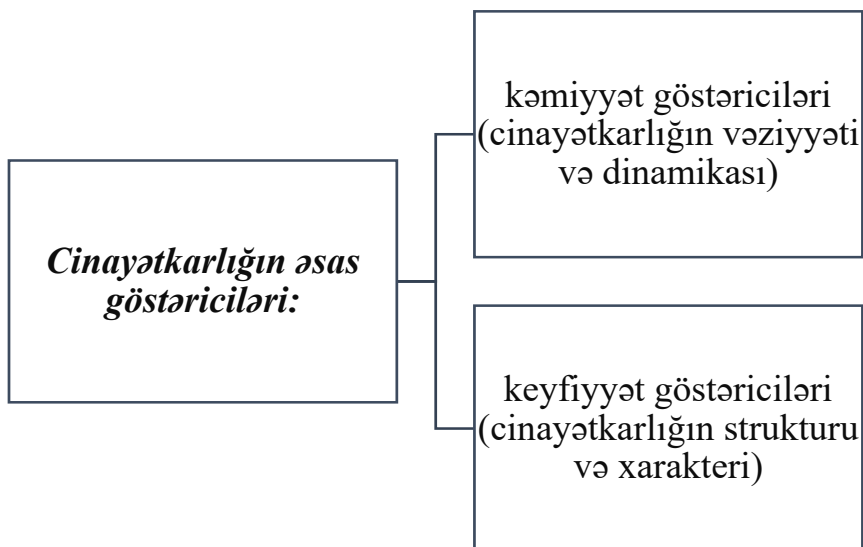 Cinayətkarlığın əsas
göstəriciləri:
kəmiyyət göstəriciləri
(cinayətkarlığın vəziyyəti
və dinamikası)
keyfiyyət göstəriciləri
(cinayətkarlığın strukturu
və xarakteri)